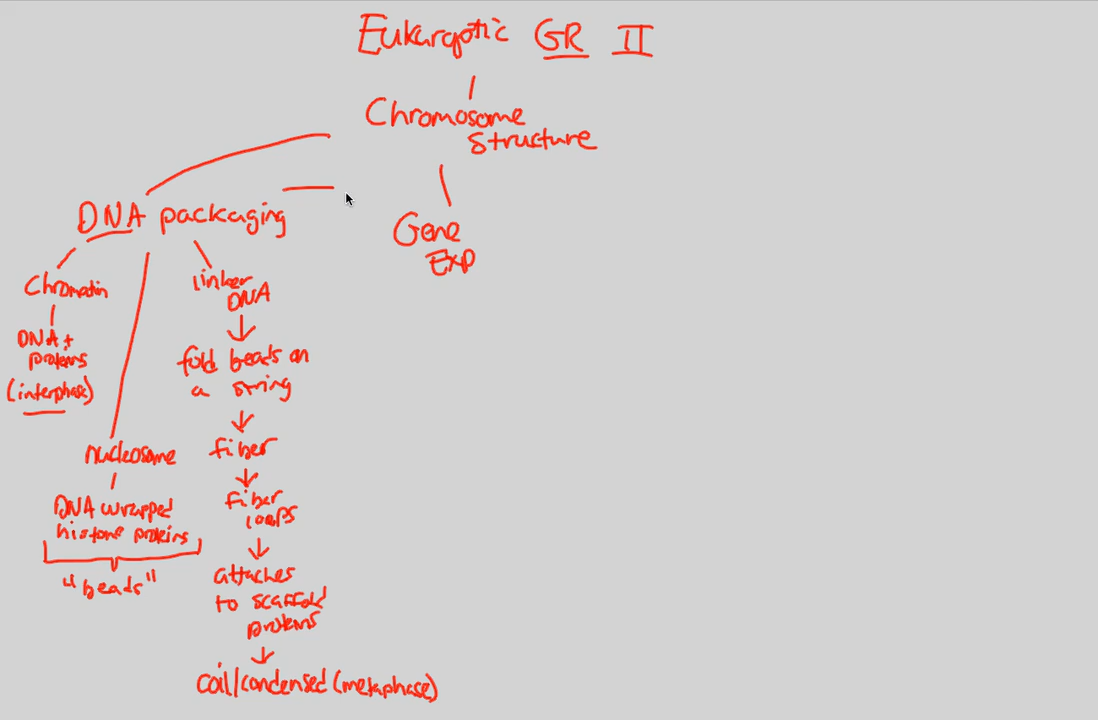 Eukaryotic GR II
Chromosome
Structure
DNA packaging
Gene
Exp
Chromatin
DNA +
proteins
(interphase)
linker
DNA
fold beads on
a string
fiber
fiber
loops
attaches
to scaffold
proteins
coil/condensed (metaphase)
nucleosome
DNA wrapped
histone proteins
"beads"